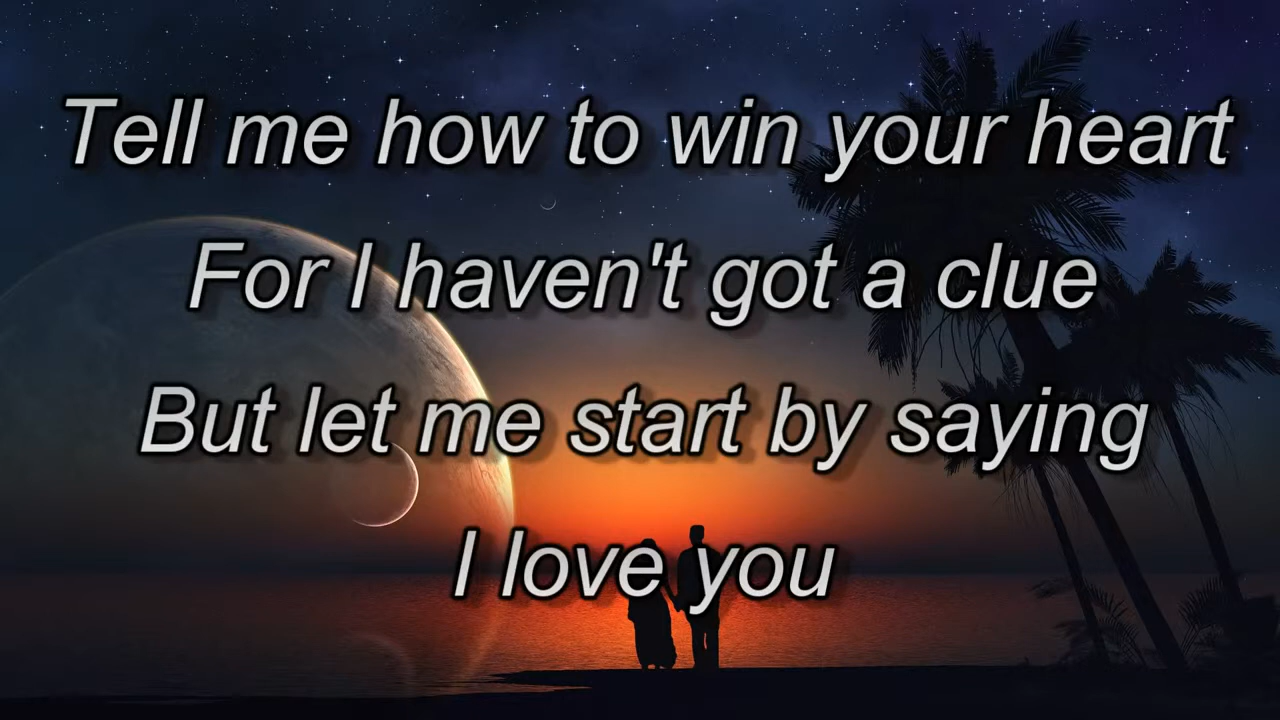 Tell me how to win your heart
For I haven't got a clue
But let me start by saying
I love you